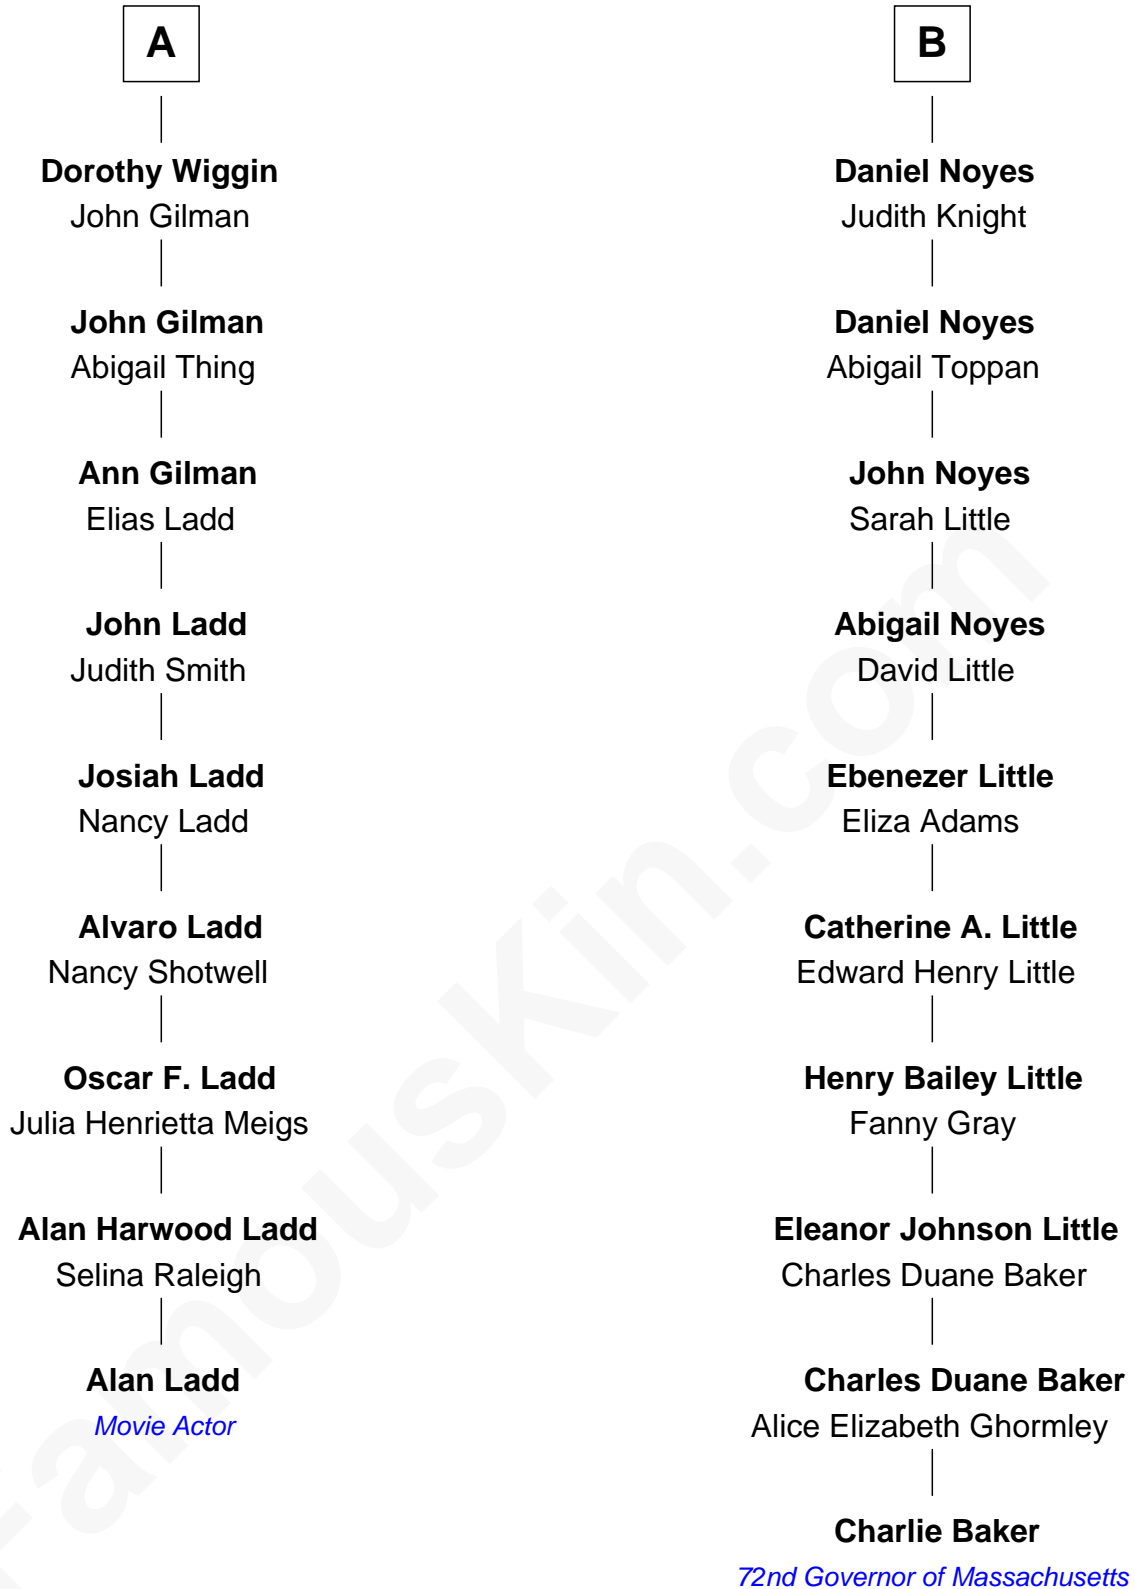 A
Dorothy Wiggin
John Gilman
John Gilman
Abigail Thing
Ann Gilman
Elias Ladd
John Ladd
Judith Smith
Josiah Ladd
Nancy Ladd
Alvaro Ladd
Nancy Shotwell
Oscar F. Ladd
Julia Henrietta Meigs
Alan Harwood Ladd
Selina Raleigh
Alan Ladd
Movie Actor
B
Daniel Noyes
Judith Knight
Daniel Noyes
Abigail Toppan
John Noyes
Sarah Little
Abigail Noyes
David Little
Ebenezer Little
Eliza Adams
Catherine A. Little
Edward Henry Little
Henry Bailey Little
Fanny Gray
Eleanor Johnson Little
Charles Duane Baker
Charles Duane Baker
Alice Elizabeth Ghormley
Charlie Baker
72nd Governor of Massachusetts
FamousKin.com